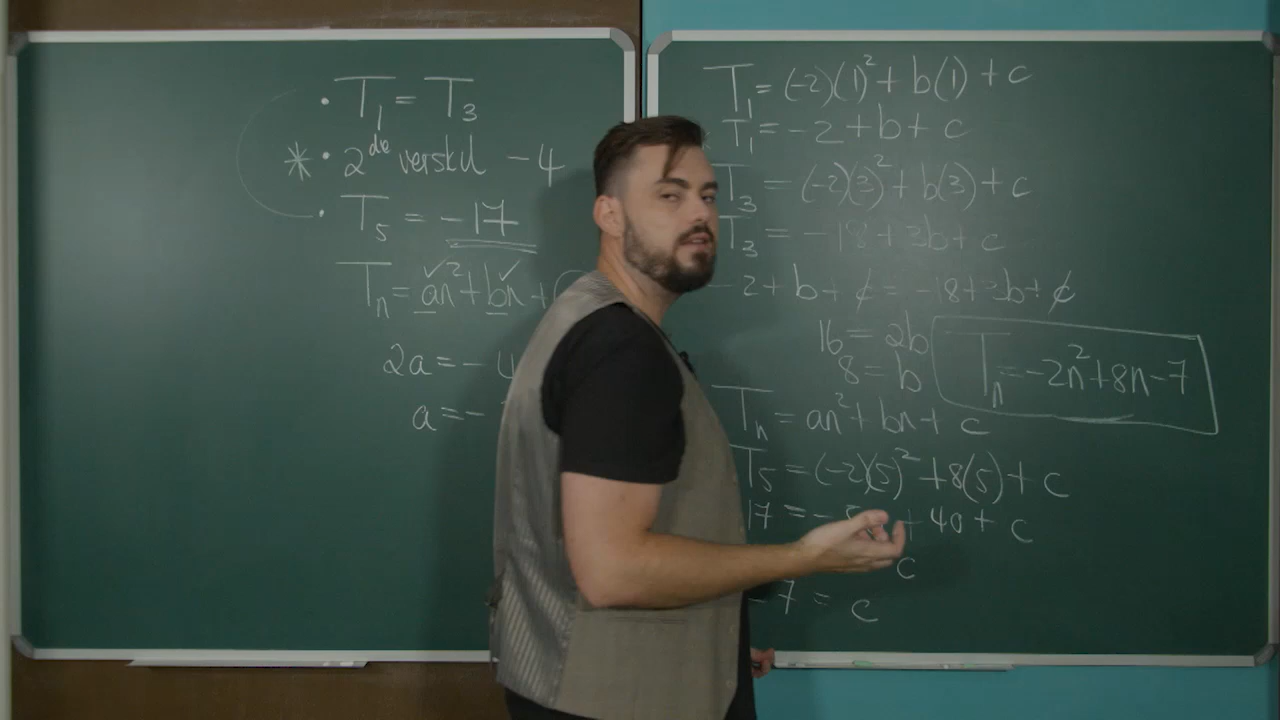 • T₁ = T₃
* • 2de verskil -4
• T₅ = -17
Tₙ = an² + bn +
2a = -4
a = -
T₁ = (-2)(1)² + b(1) + c
T₁ = -2 + b + c
T₃ = (-2)(3)² + b(3) + c
T₃ = -18 + 3b + c
-2 + b + c = -18 + 3b + c
16 = 2b
8 = b
Tₙ = -2n² + 8n - 7
Tₙ = an² + bn + c
T₅ = (-2)(5)² + 8(5) + c
17 = - + 40 + c
c
-7 = c